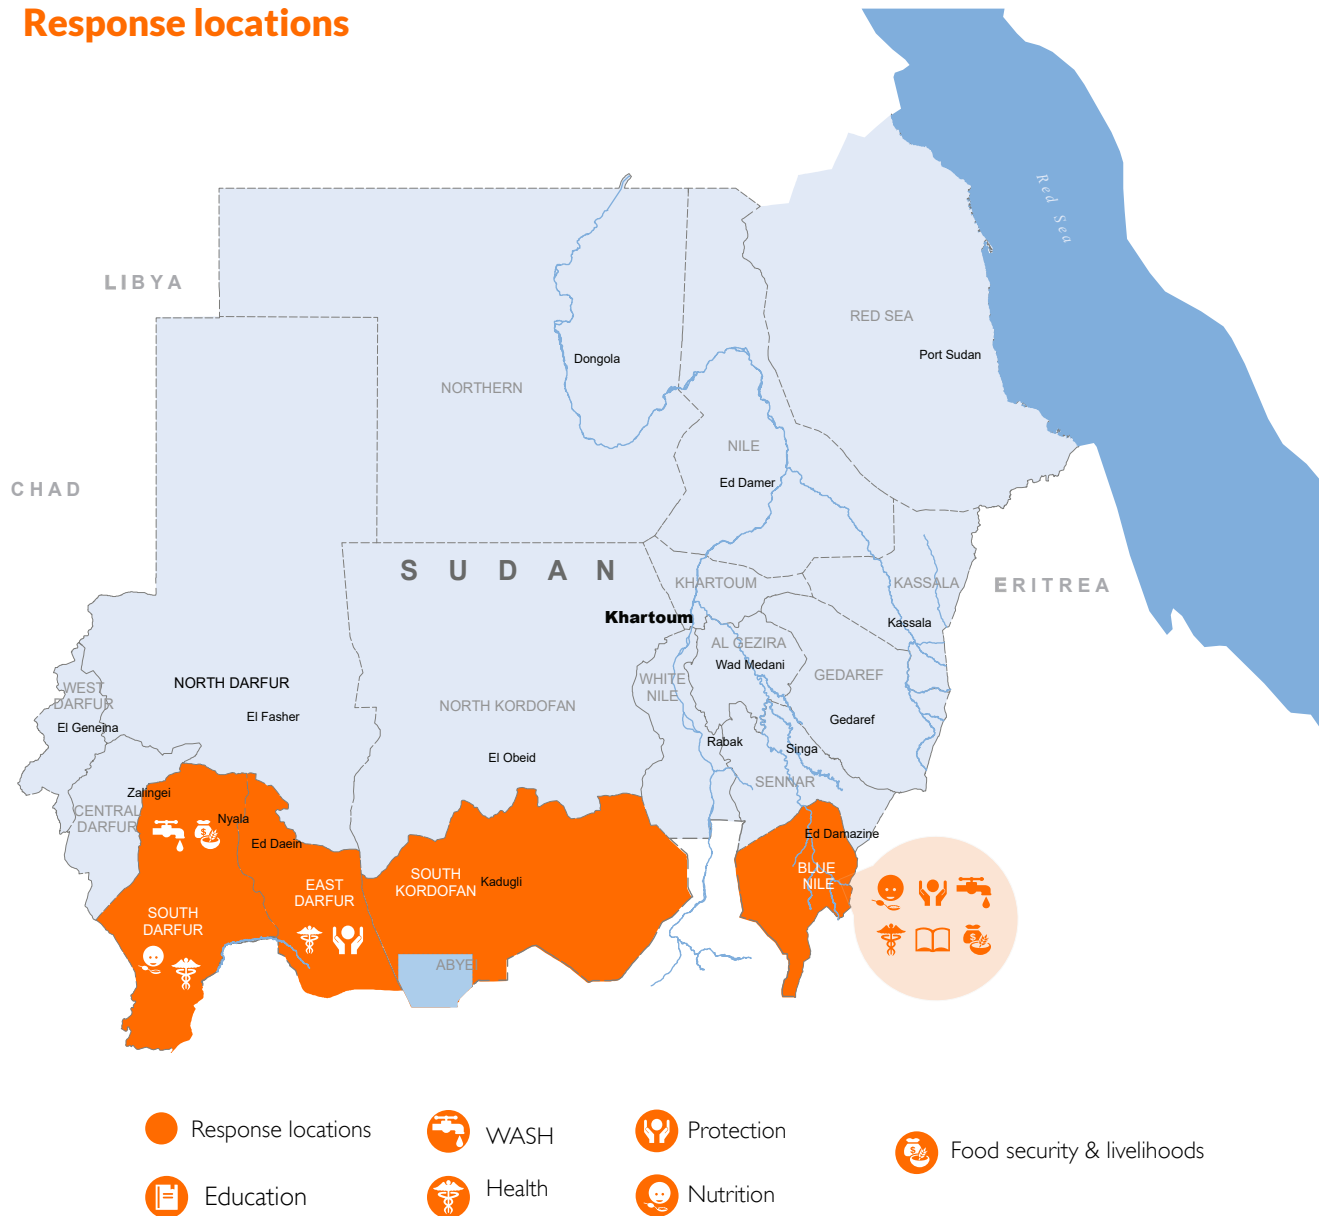 Response locations
Red Sea
LIBYA
RED SEA
Port Sudan
Dongola
NORTHERN
NILE
Ed Damer
CHAD
SUDAN
KHARTOUM
KASSALA
ERITREA
Khartoum
Kassala
AL GEZIRA
Wad Medani
GEDAREF
WHITE
NILE
NORTH DARFUR
WEST
DARFUR
El Geneina
El Fasher
NORTH KORDOFAN
Gedaref
Rabak
Singa
El Obeid
SENNAR
Zalingei
CENTRAL
DARFUR
Nyala
Ed Daein
Ed Damazine
BLUE
NILE
SOUTH
KORDOFAN
Kadugli
EAST
DARFUR
SOUTH
DARFUR
ABYEI
Response locations
WASH
Protection
Food security & livelihoods
Education
Health
Nutrition